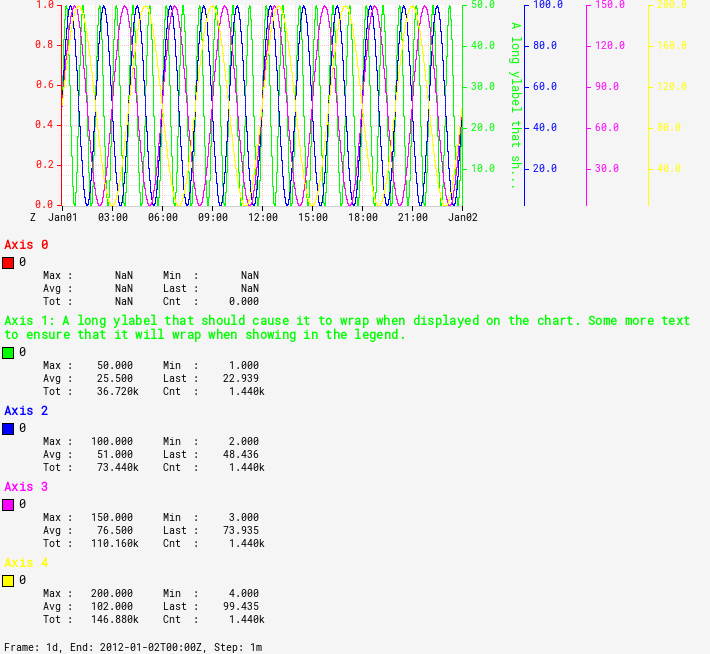 1.0 50.0 100.0 150.0 200.0
0.8 40.0 80.0 120.0 160.0
0.6 30.0 60.0 90.0 120.0
0.4 20.0 40.0 60.0 80.0
0.2 10.0 20.0 30.0 40.0
0.0
A long ylabel that sh...
Z Jan01 03:00 06:00 09:00 12:00 15:00 18:00 21:00 Jan02
Axis 0
0
Max : NaN Min : NaN
Avg : NaN Last : NaN
Tot : NaN Cnt : 0.000
Axis 1: A long ylabel that should cause it to wrap when displayed on the chart. Some more text
to ensure that it will wrap when showing in the legend.
0
Max : 50.000 Min : 1.000
Avg : 25.500 Last : 22.939
Tot : 36.720k Cnt : 1.440k
Axis 2
0
Max : 100.000 Min : 2.000
Avg : 51.000 Last : 48.436
Tot : 73.440k Cnt : 1.440k
Axis 3
0
Max : 150.000 Min : 3.000
Avg : 76.500 Last : 73.935
Tot : 110.160k Cnt : 1.440k
Axis 4
0
Max : 200.000 Min : 4.000
Avg : 102.000 Last : 99.435
Tot : 146.880k Cnt : 1.440k
Frame: 1d, End: 2012-01-02T00:00Z, Step: 1m